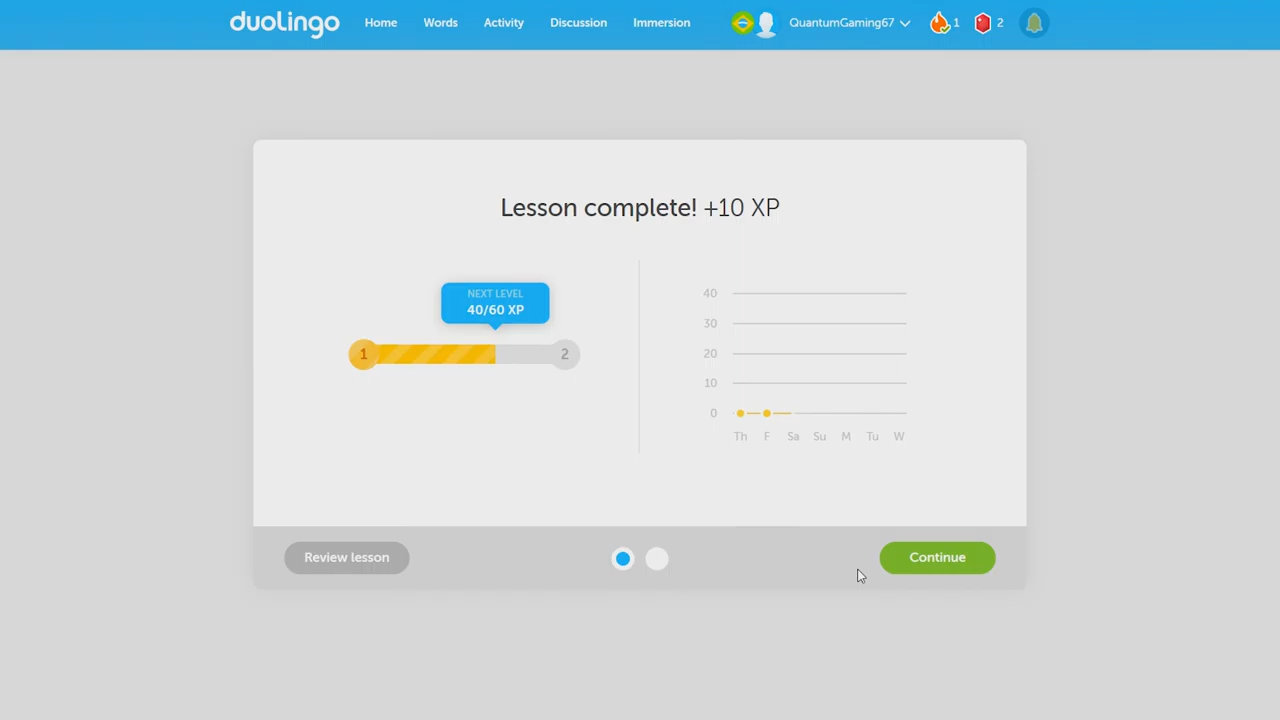 duolingo Home Words Activity Discussion Immersion QuantumGaming67 1 2
Lesson complete! +10 XP
NEXT LEVEL
40/60 XP
1 2
40
30
20
10
0
Th F Sa Su M Tu W
Review lesson Continue